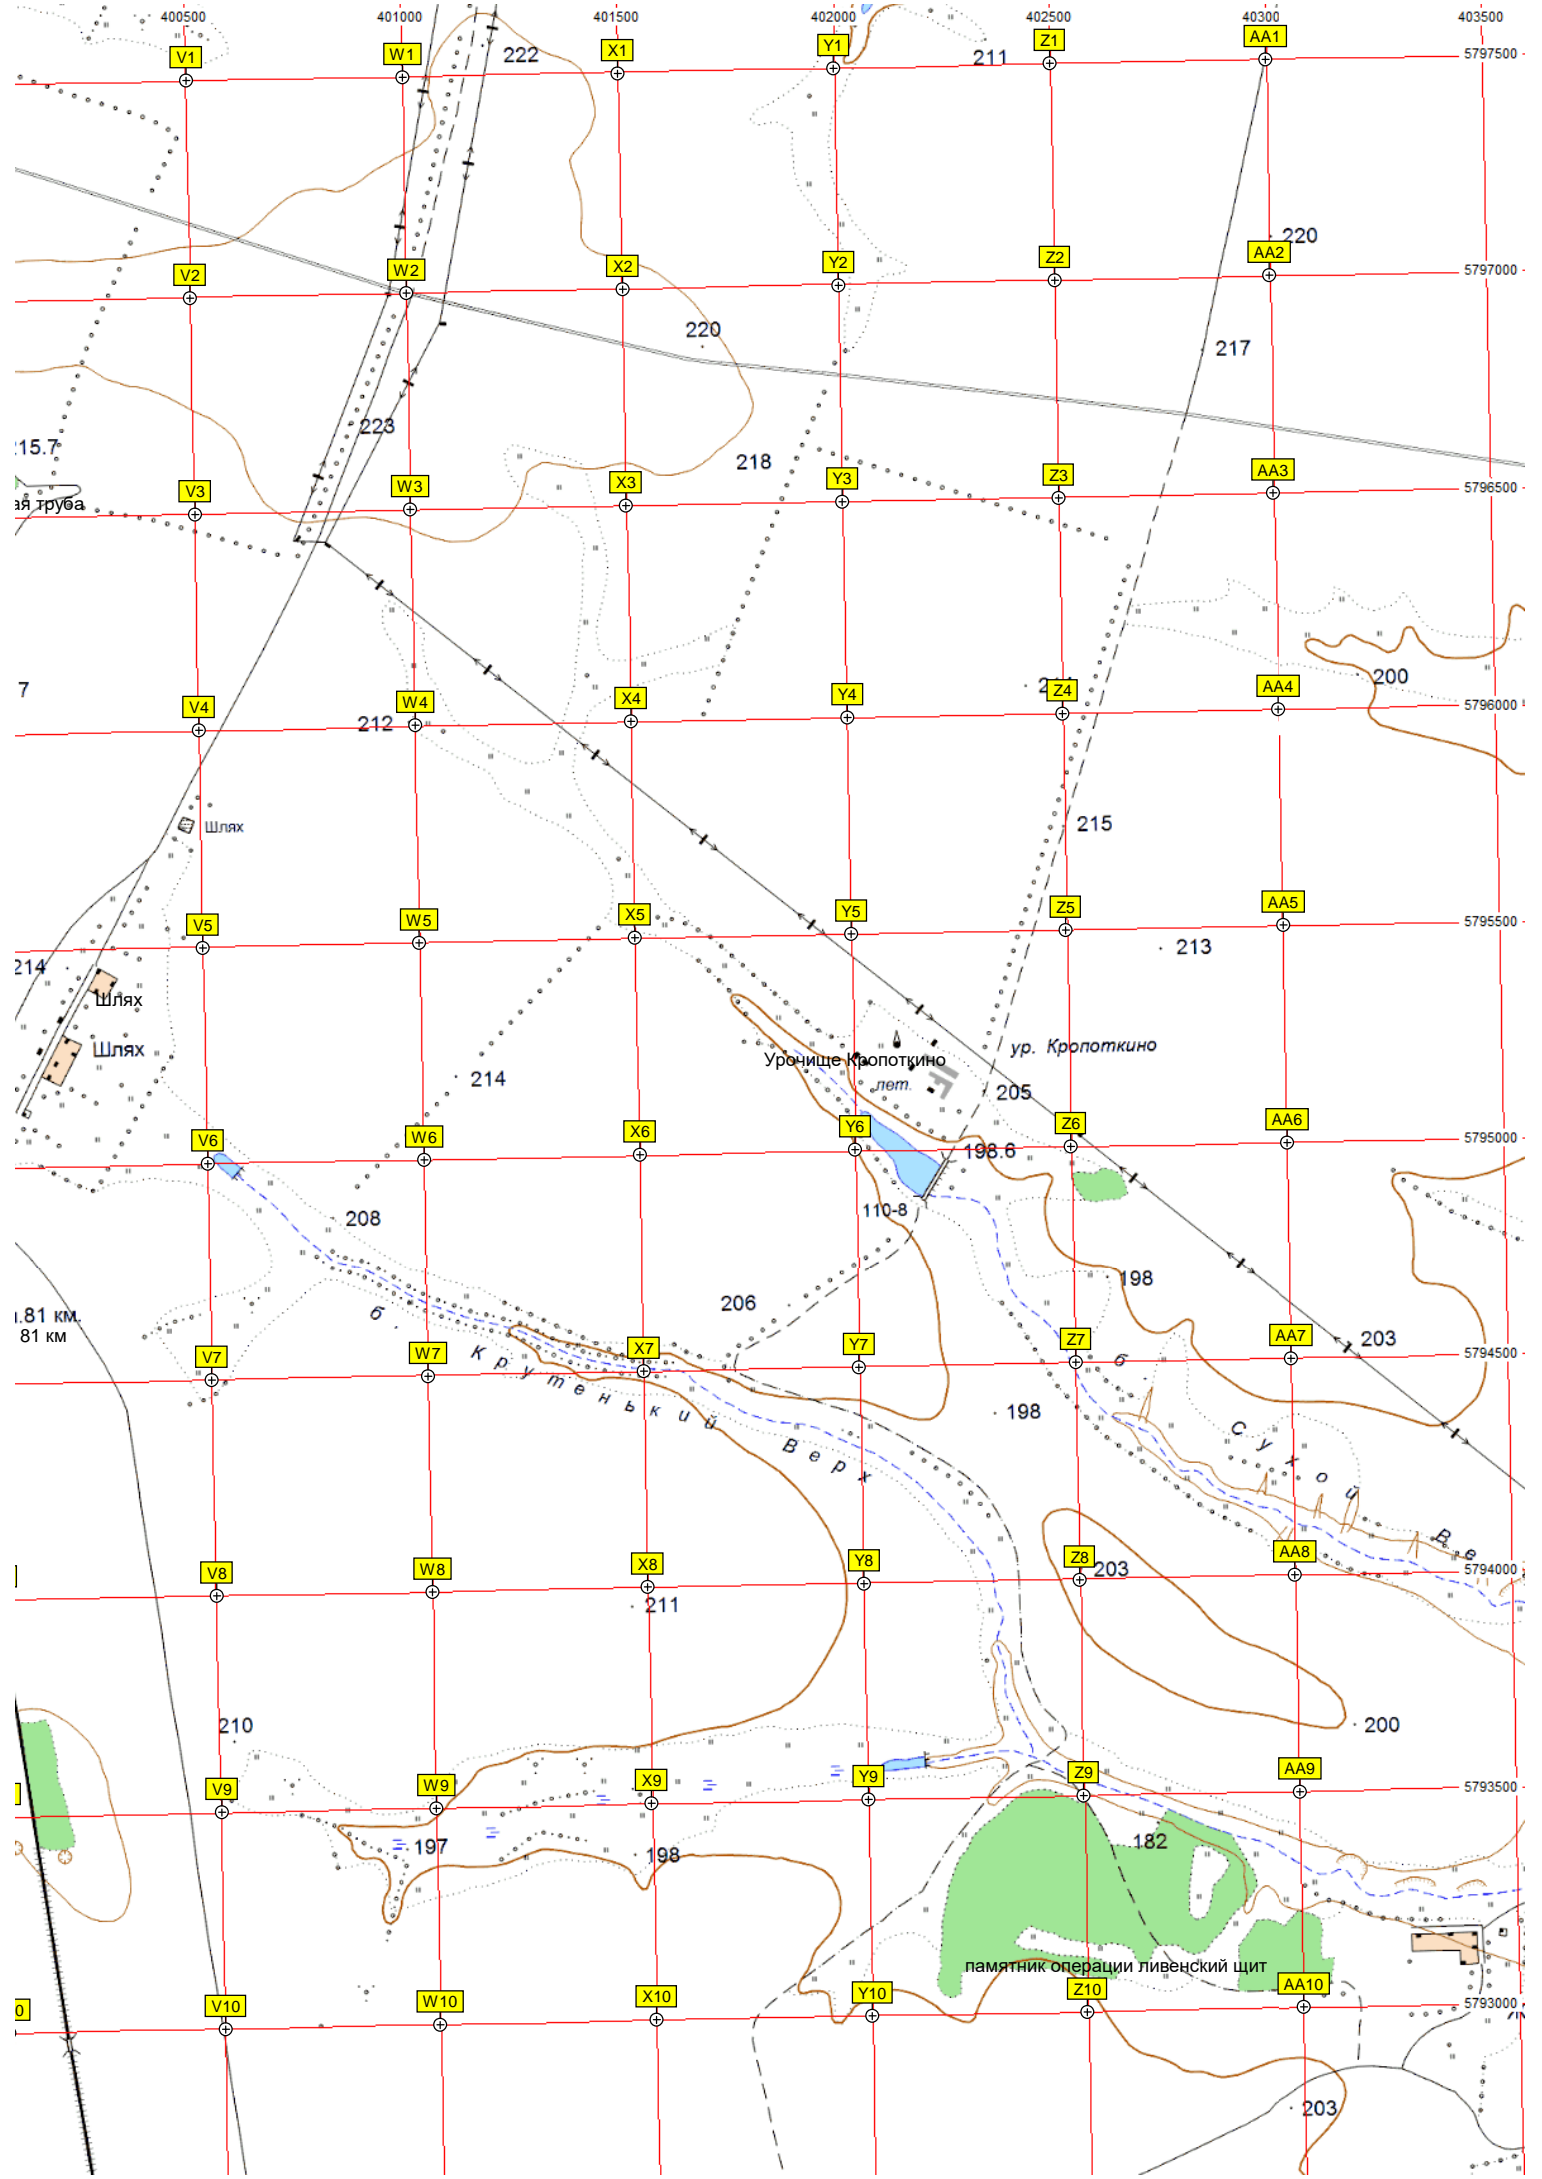 400500 401000 401500 402000 402500 40300 403500
V1 W1 X1 Y1 Z1 AA1
222 211 5797500
220
V2 W2 X2 Y2 Z2 AA2
5797000
220 217
223
215.7 218
V3 W3 X3 Y3 Z3 AA3
5796500
ая труба
7 200
V4 W4 X4 Y4 Z4 AA4
212 5796000
Шлях 215
V5 W5 X5 Y5 Z5 AA5
5795500
214 213
Шлях
Шлях ур. Кропоткино
Урочище Кропоткино
214 лет. 205
V6 W6 X6 Y6 Z6 AA6
198.6 5795000
208 110-8
198
206
81 км.
81 км
б. Крутенький Верх
203
V7 W7 X7 Y7 Z7 AA7
5794500
198
б. Сухой Ве
V8 W8 X8 Y8 Z8 AA8
203 5794000
211
210 200
V9 W9 X9 Y9 Z9 AA9
5793500
197 198 182
памятник операции ливенский щит
0 V10 W10 X10 Y10 Z10 AA10
5793000
203